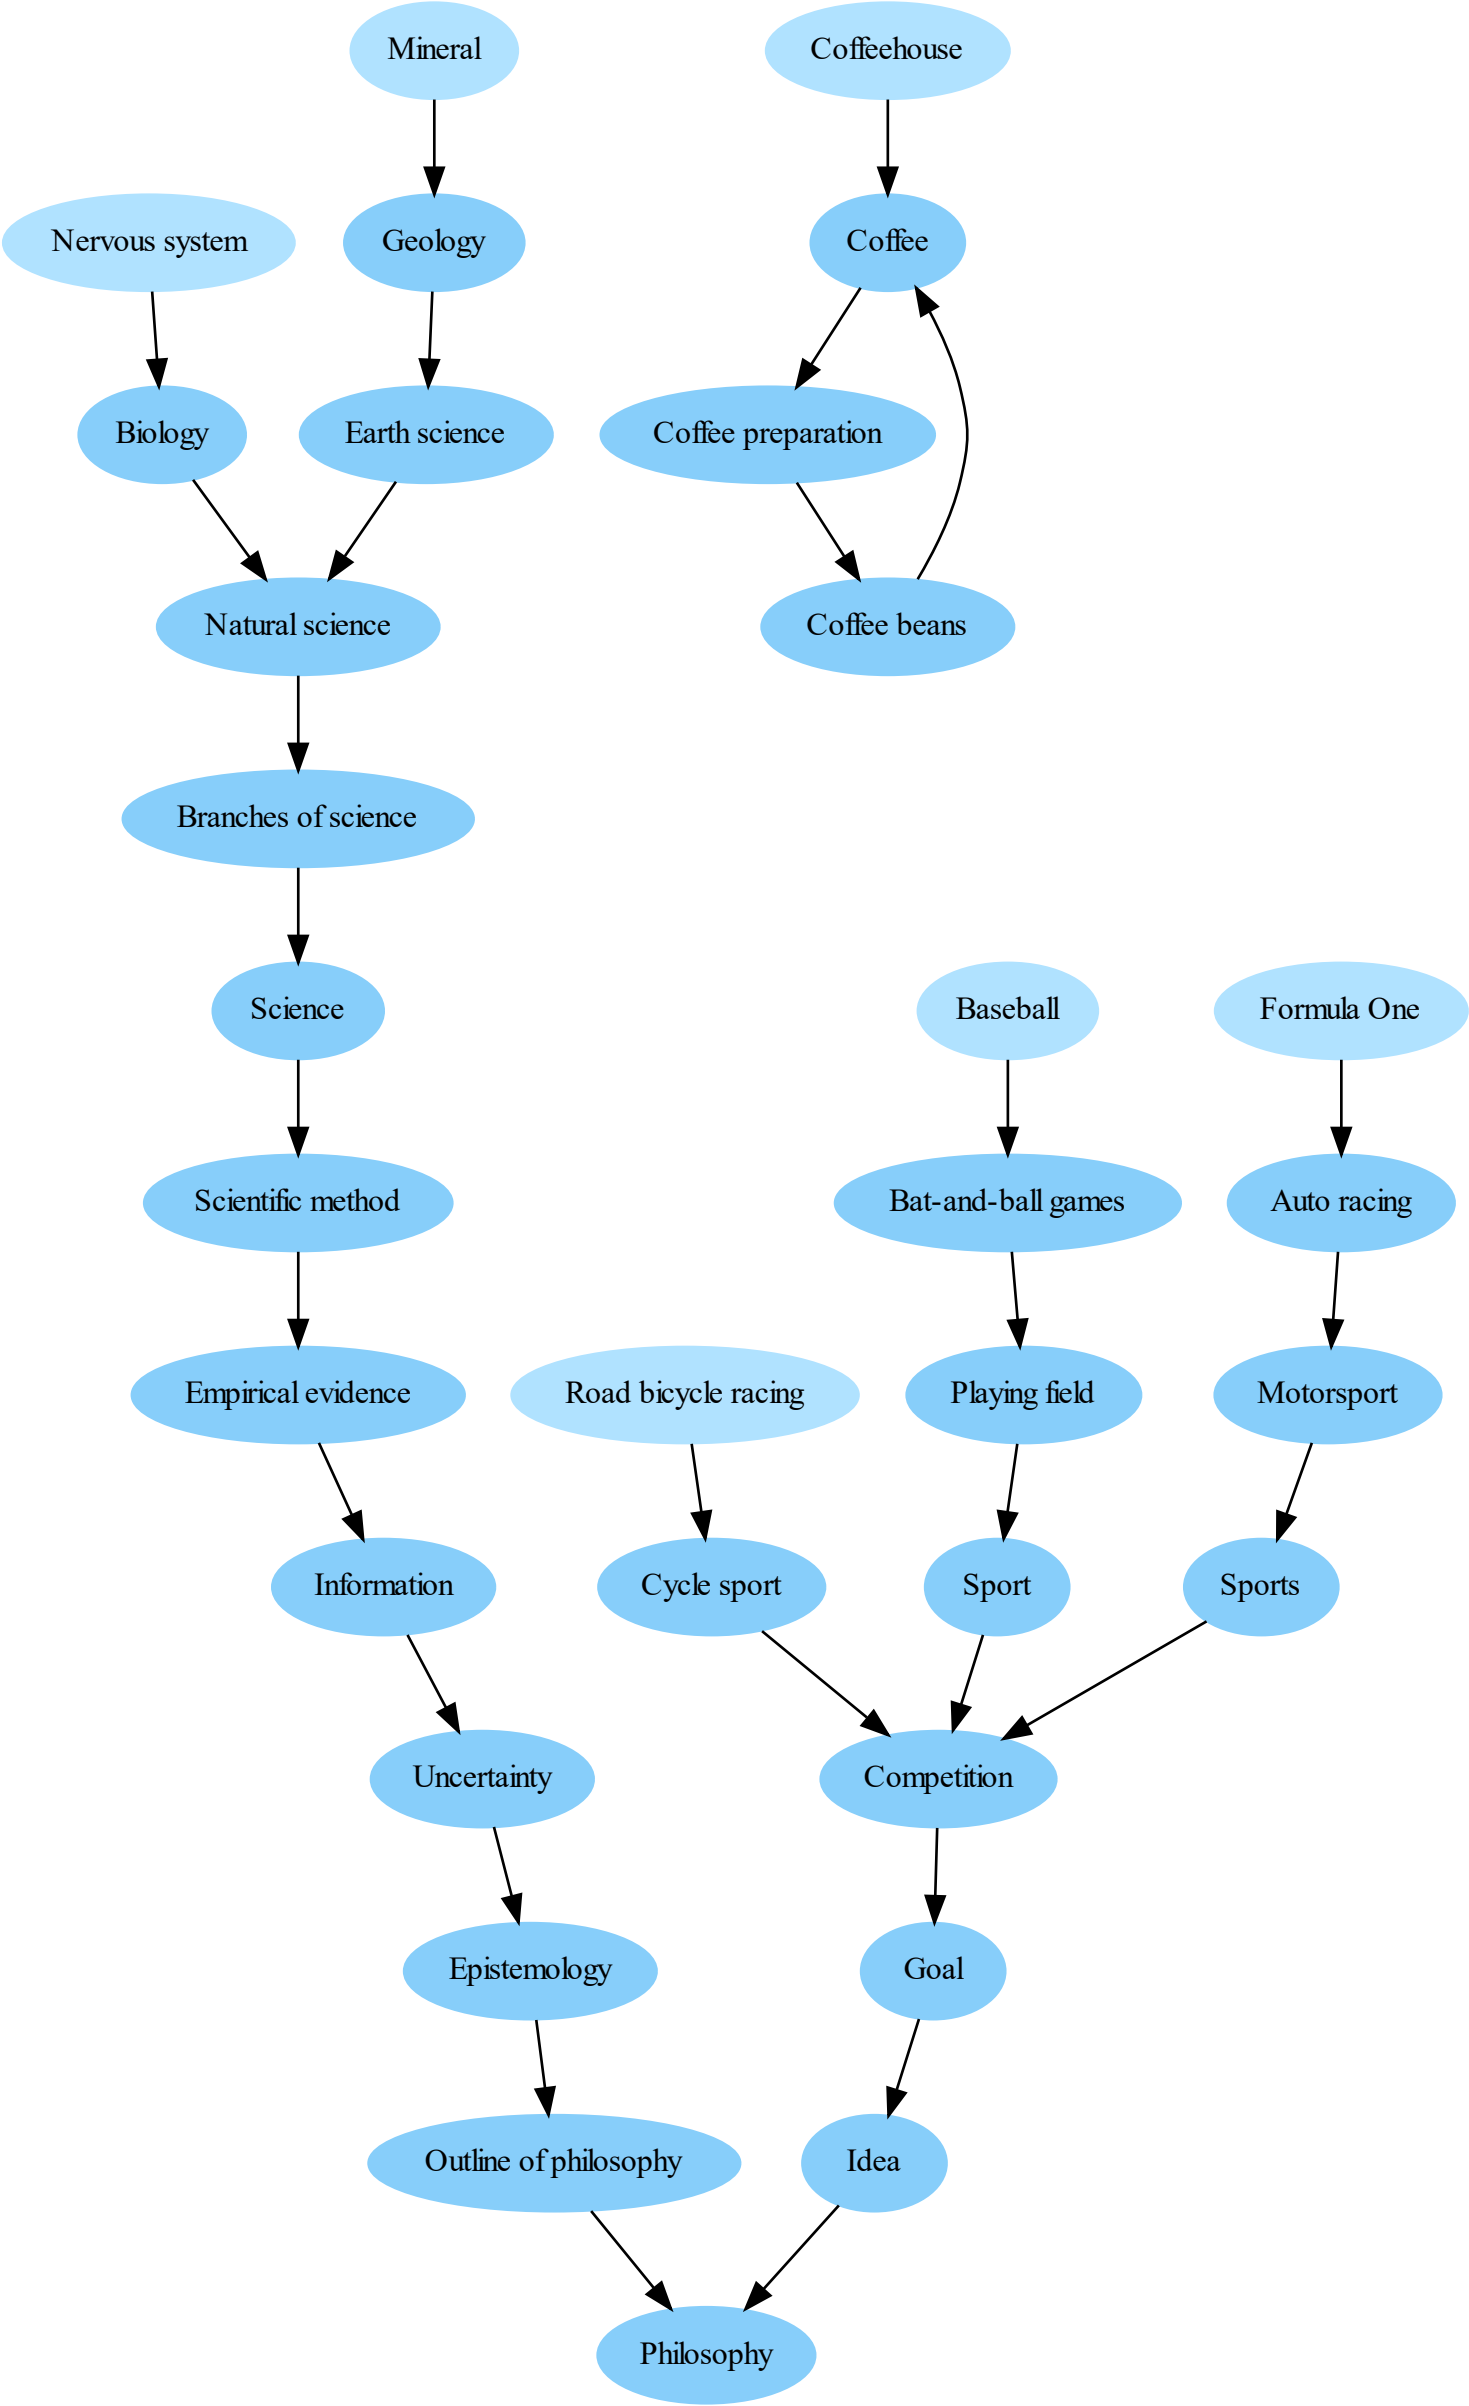 Mineral
Coffeehouse
Nervous system
Geology
Coffee
Biology
Earth science
Coffee preparation
Natural science
Coffee beans
Branches of science
Science
Baseball
Formula One
Scientific method
Bat-and-ball games
Auto racing
Empirical evidence
Road bicycle racing
Playing field
Motorsport
Information
Cycle sport
Sport
Sports
Uncertainty
Competition
Epistemology
Goal
Outline of philosophy
Idea
Philosophy